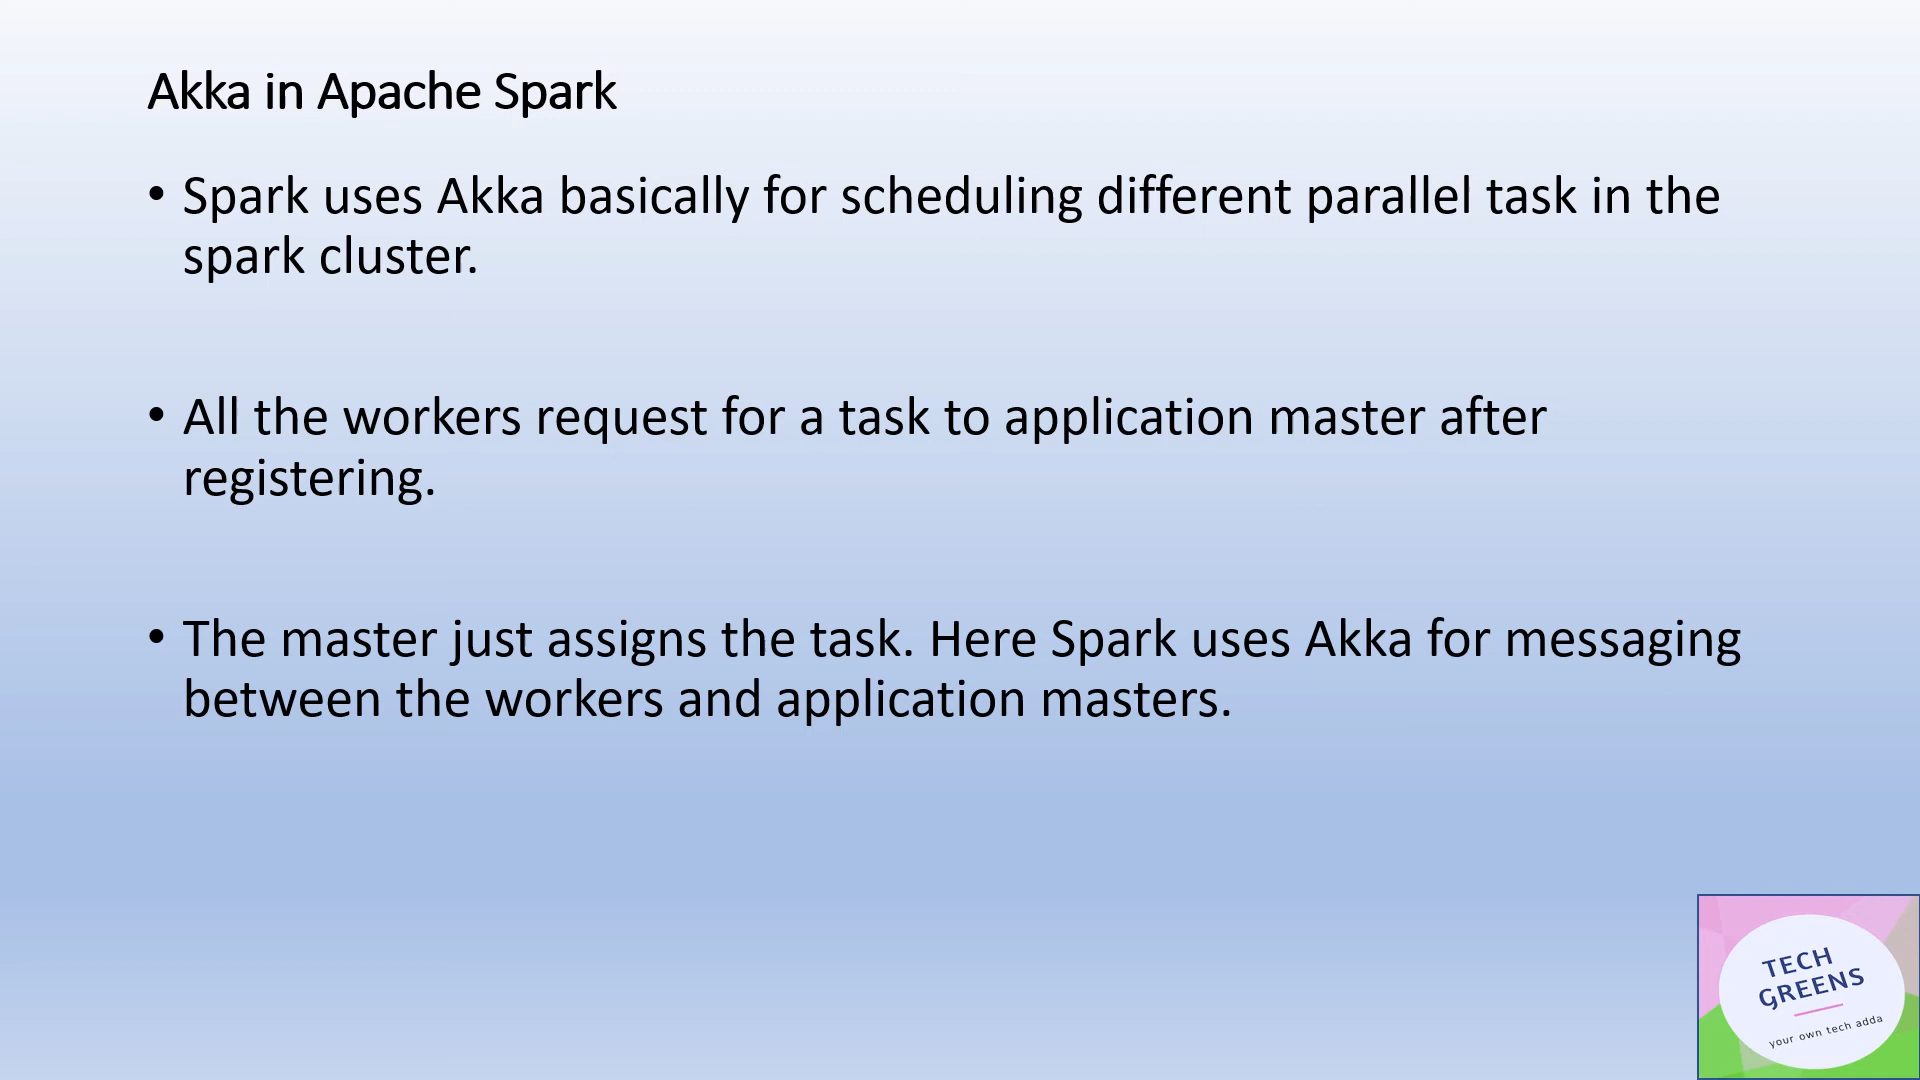 Akka in Apache Spark
• Spark uses Akka basically for scheduling different parallel task in the
spark cluster.
• All the workers request for a task to application master after
registering.
• The master just assigns the task. Here Spark uses Akka for messaging
between the workers and application masters.
TECH
GREENS
your own tech adda